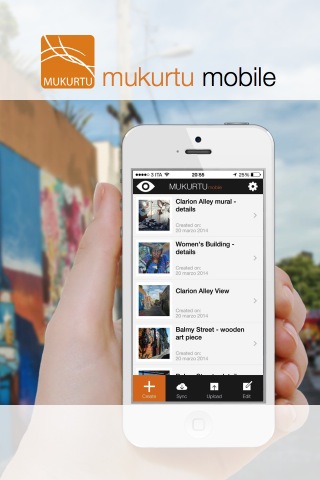 MUKURTU
mukurtu mobile
3 ITA 20:55 25%
MUKURTU mobile
Clarion Alley mural -
details
Created on:
20 marzo 2014
Women's Building -
details
Created on:
20 marzo 2014
Clarion Alley View
Created on:
20 marzo 2014
Balmy Street - wooden
art piece
Created on:
20 marzo 2014
Create Sync Upload Edit